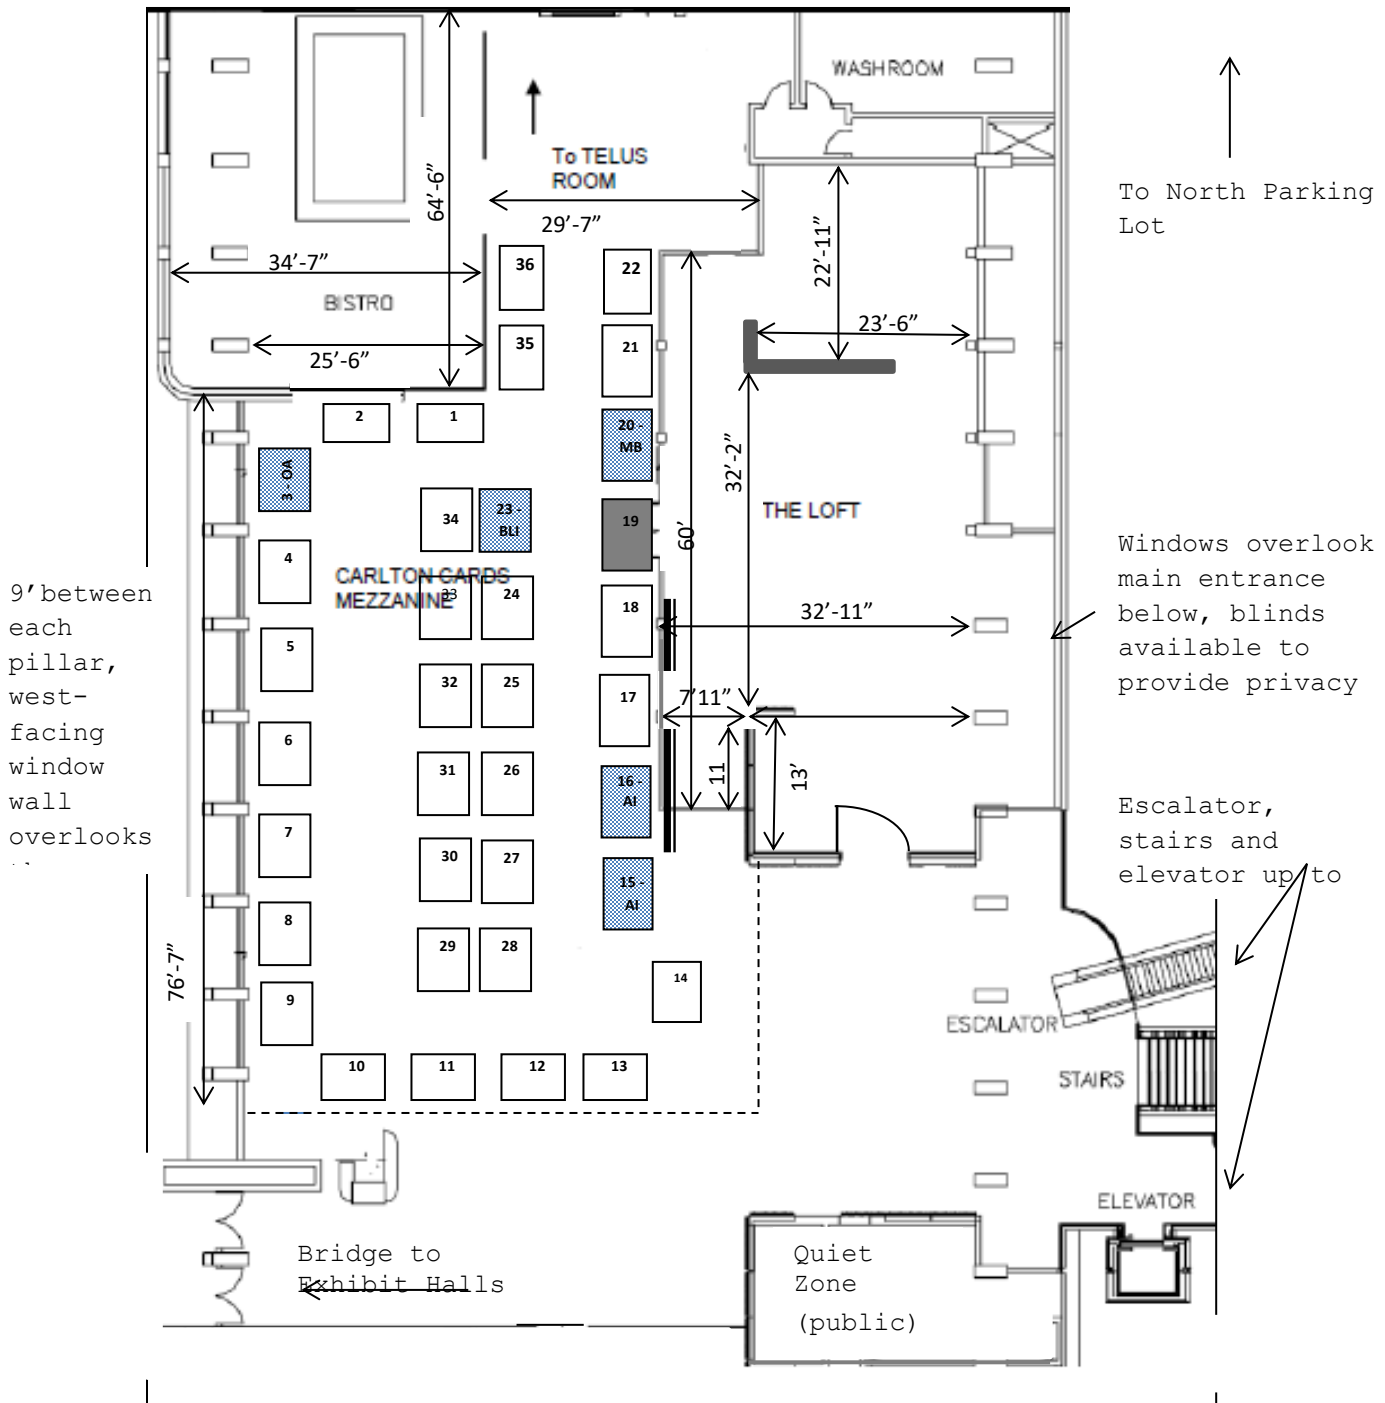 WASHROOM
To TELUS
ROOM
64’-6”
29’-7”
To North Parking
Lot
34’-7”
BISTRO
25’-6”
36
22
22’-11”
23’-6”
35
21
2
1
20 -
MB
3 - OA
32’-2”
34
23 -
BLI
19
THE LOFT
60’
Windows overlook
main entrance
below, blinds
available to
provide privacy
9’between
each
pillar,
west-
facing
window
wall
overlooks
4
CARLTON CARDS
MEZZANINE
33
24
18
32’-11”
5
32
25
17
7’11”
6
31
26
16 -
AI
11
13’
Escalator,
stairs and
elevator up to
7
30
27
15 -
AI
8
29
28
76’-7”
9
14
ESCALATOR
10
11
12
13
STAIRS
ELEVATOR
Bridge to
Exhibit Halls
Quiet
Zone
(public)